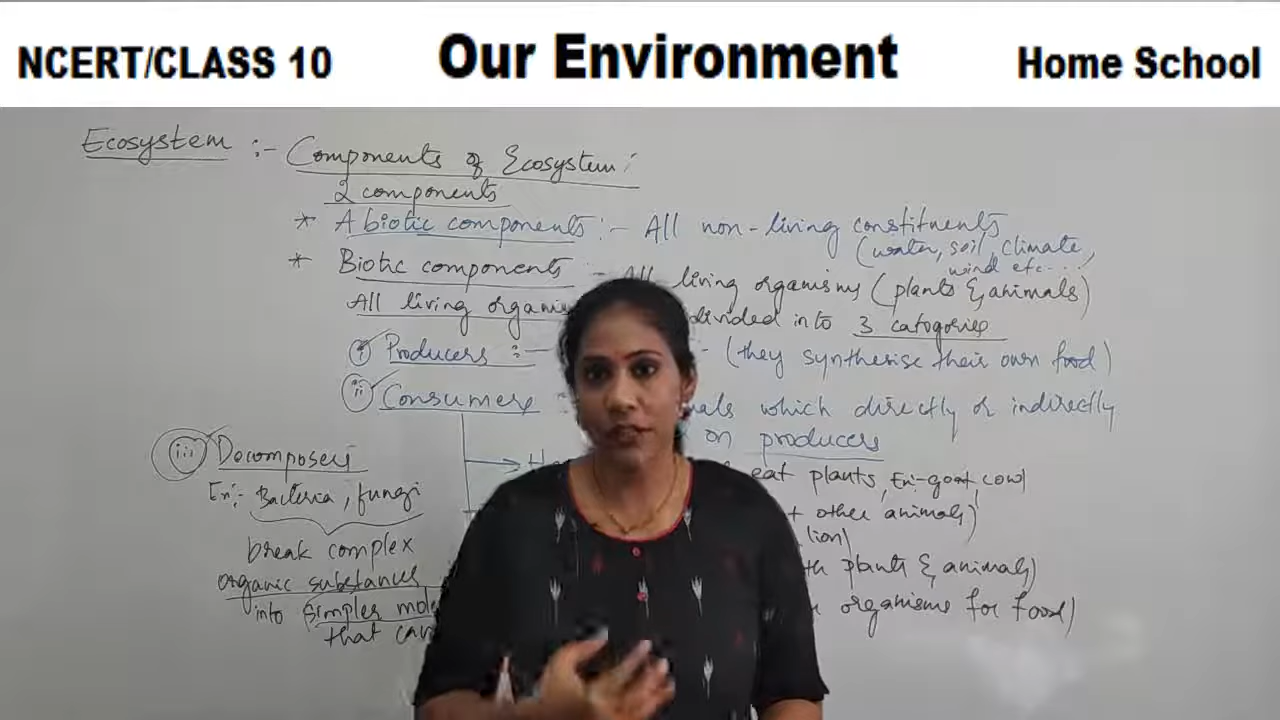 NCERT/CLASS 10 Our Environment Home School
Ecosystem :- Components of Ecosystem :
2 components
* Abiotic components :- All non-living constituents
(water, soil, climate,
wind etc...)
* Biotic components :- All living organisms (plants & animals)
All living organisms divided into 3 catogories
(i) Producers :- :- (they synthesise their own food)
(ii) Consumers which directly or indirectly
on producers
(iii) Decomposers
eat plants, Ex:- goat cow
Ex:- Bacteria, fungi
other animals)
lion)
break complex
plants & animals)
organic substances
organisms for food)
into simpler
that